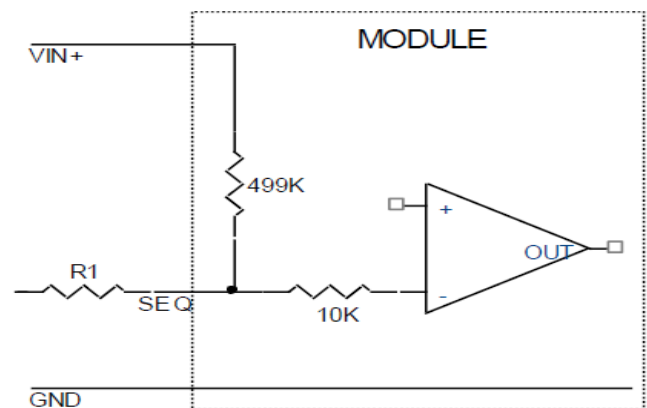 MODULE
VIN+
499K
+
OUT
R1
SEQ
-
10K
GND